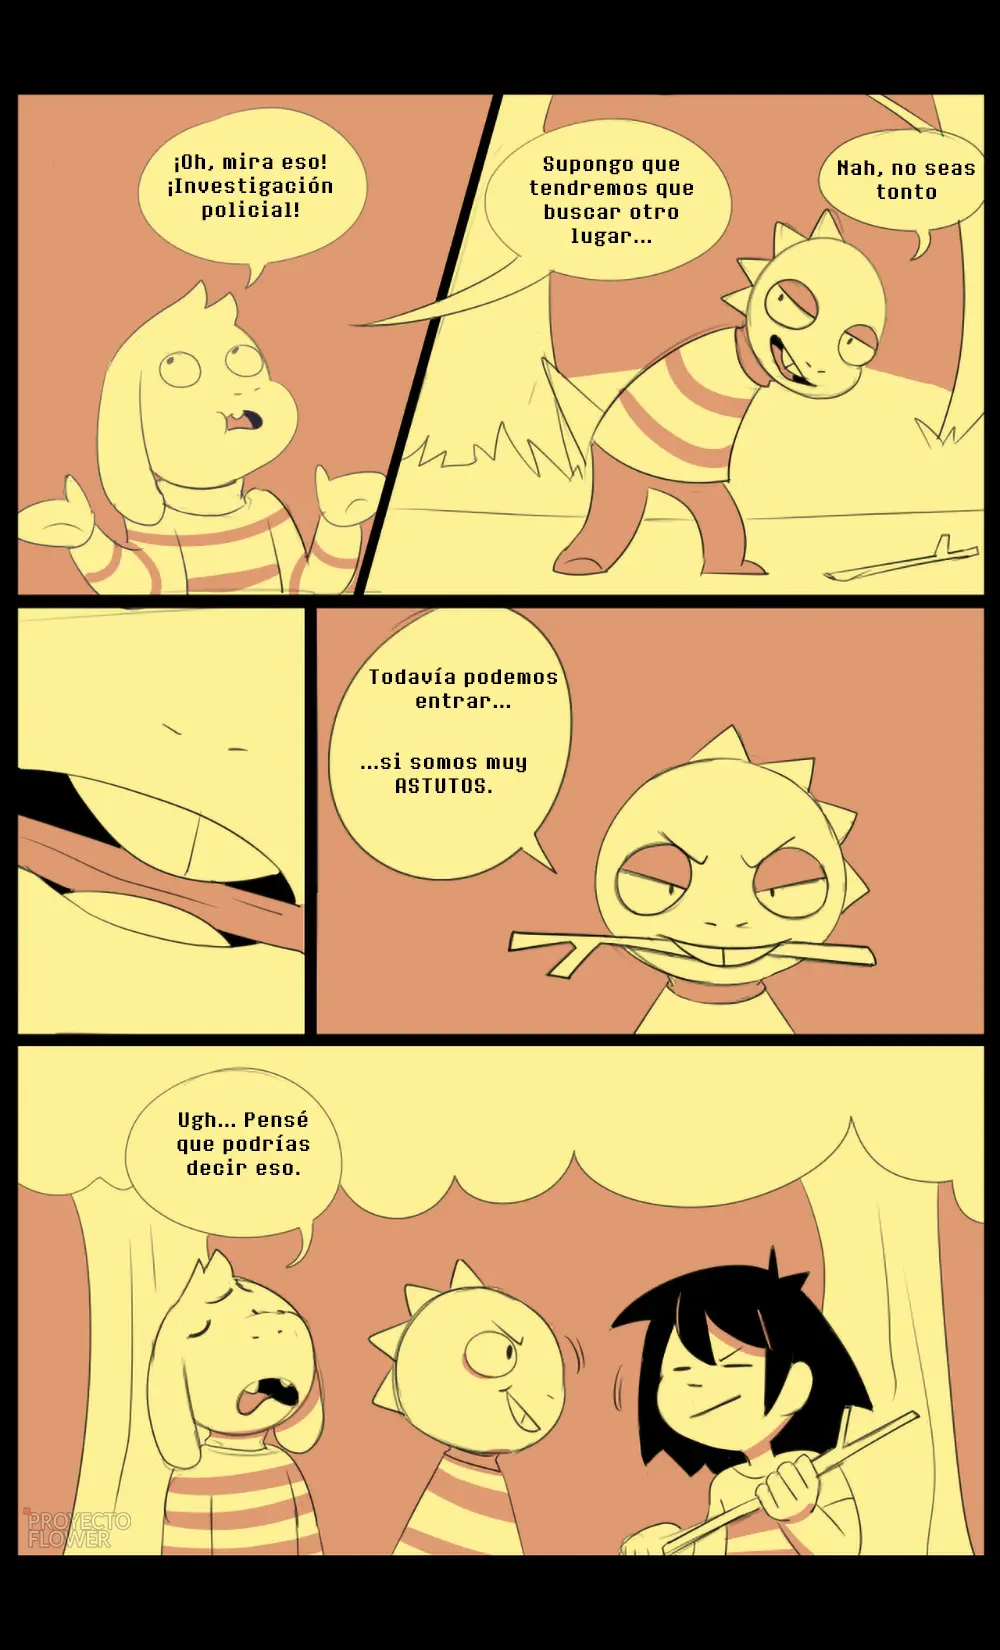 ¡Oh, mira eso!
¡Investigación
policial!
Supongo que
tendremos que
buscar otro
lugar...
Nah, no seas
tonto
Todavía podemos
entrar...
...si somos muy
ASTUTOS.
Ugh... Pensé
que podrías
decir eso.
PROYECTO
FLOWER